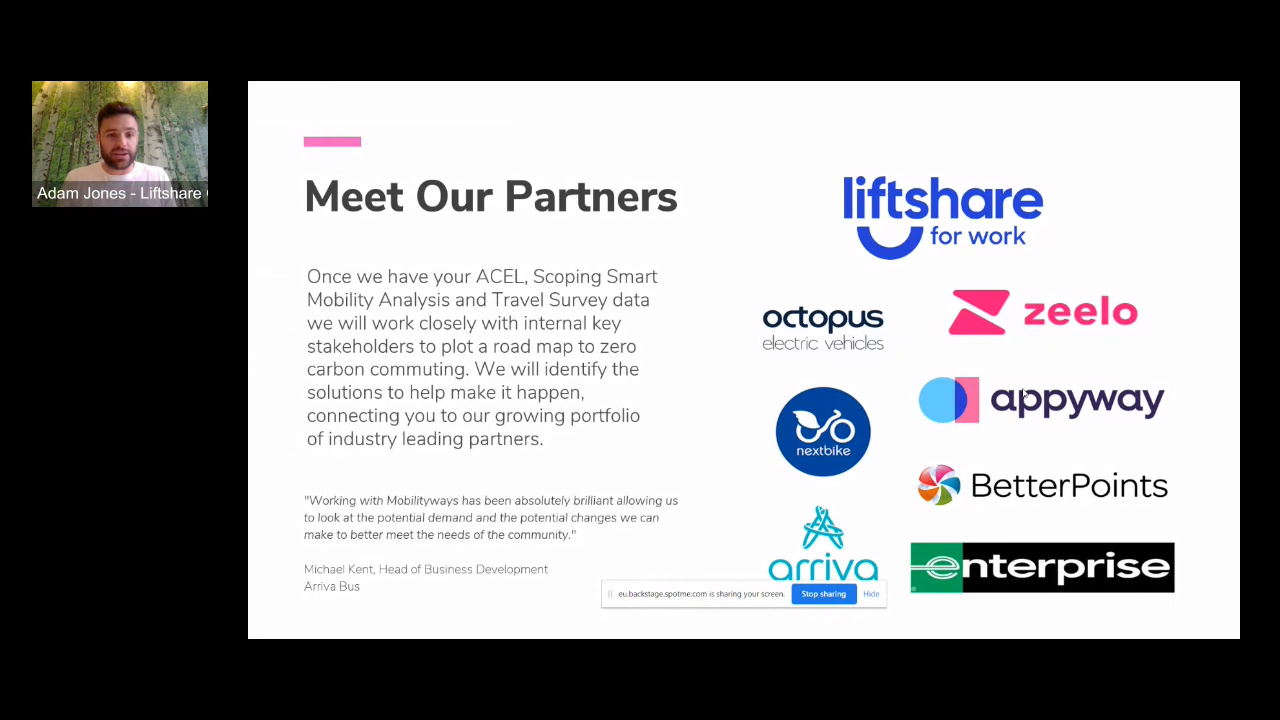 Adam Jones - Liftshare
Meet Our Partners
Once we have your ACEL, Scoping Smart
Mobility Analysis and Travel Survey data
we will work closely with internal key
stakeholders to plot a road map to zero
carbon commuting. We will identify the
solutions to help make it happen,
connecting you to our growing portfolio
of industry leading partners.
"Working with Mobilityways has been absolutely brilliant allowing us
to look at the potential demand and the potential changes we can
make to better meet the needs of the community."
Michael Kent, Head of Business Development
Arriva Bus
liftshare
for work
octopus
electric vehicles
zeelo
nextbike
appyway
BetterPoints
arriva
enterprise
eu.backstage.spotme.com is sharing your screen.
Stop sharing
Hide